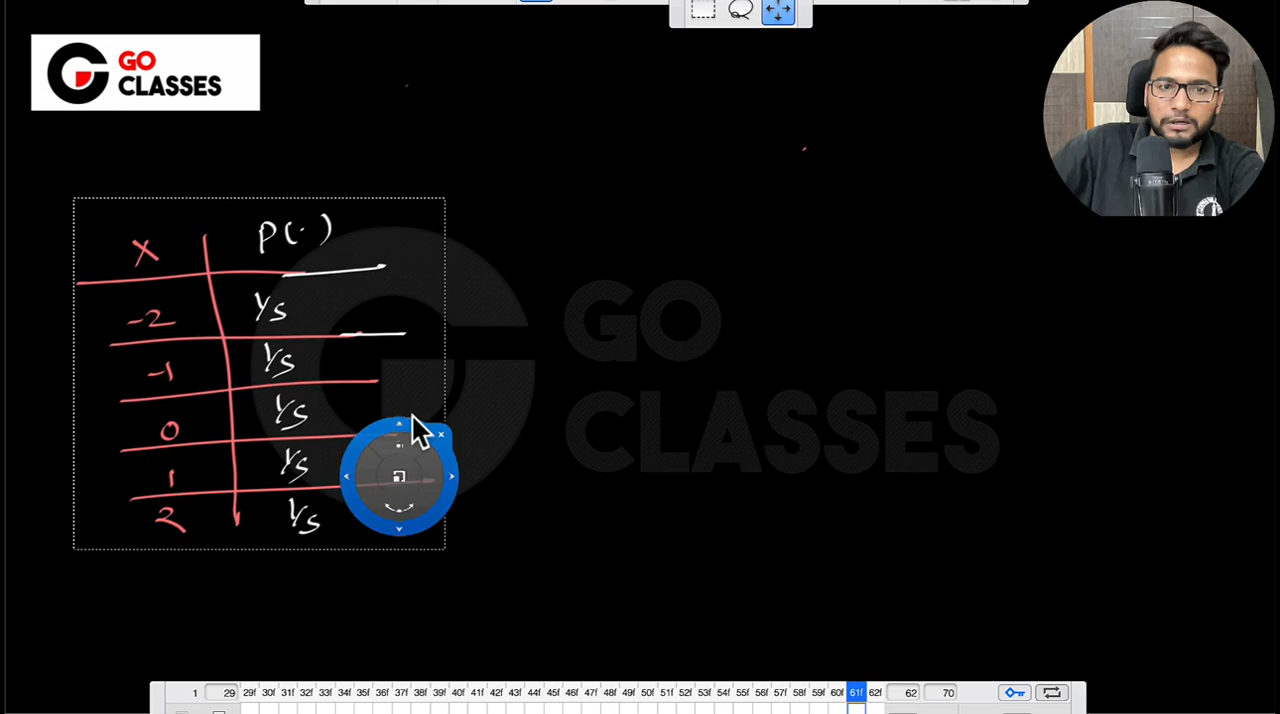 GO
CLASSES
X P(·)
-2 1/5
-1 1/5
0 1/5
1 1/5
2 1/5
GO
CLASSES
1 29 29f 30f 31f 32f 33f 34f 35f 36f 37f 38f 39f 40f 41f 42f 43f 44f 45f 46f 47f 48f 49f 50f 51f 52f 53f 54f 55f 56f 57f 58f 59f 60f 61f 62f 62 70